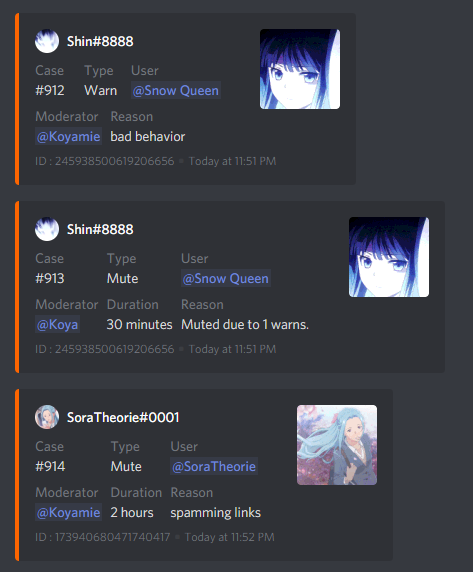 Shin#8888
Case Type User
#912 Warn @Snow Queen
Moderator Reason
@Koyamie bad behavior
ID : 245938500619206656 • Today at 11:51 PM
Shin#8888
Case Type User
#913 Mute @Snow Queen
Moderator Duration Reason
@Koya 30 minutes Muted due to 1 warns.
ID : 245938500619206656 • Today at 11:51 PM
SoraTheorie#0001
Case Type User
#914 Mute @SoraTheorie
Moderator Duration Reason
@Koyamie 2 hours spamming links
ID : 173940680471740417 • Today at 11:52 PM